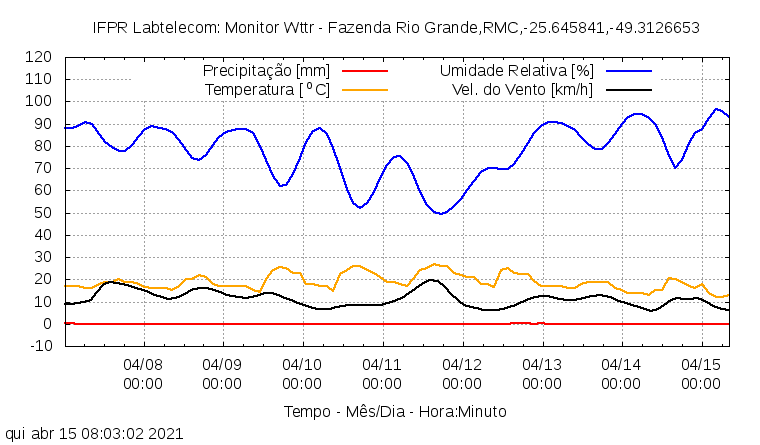 IFPR Labtelecom: Monitor Wttr - Fazenda Rio Grande,RMC,-25.645841,-49.3126653
120
110
100
90
80
70
60
50
40
30
20
10
0
-10
Precipitação [mm]
Temperatura [⁰C]
Umidade Relativa [%]
Vel. do Vento [km/h]
04/08 04/09 04/10 04/11 04/12 04/13 04/14 04/15
00:00 00:00 00:00 00:00 00:00 00:00 00:00 00:00
Tempo - Mês/Dia - Hora:Minuto
qui abr 15 08:03:02 2021